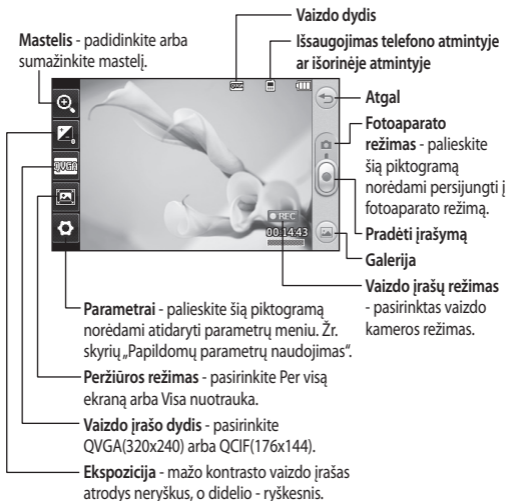 Vaizdo dydis
Mastelis - padidinkite arba
sumažinkite mastelį.
Išsaugojimas telefono atmintyje
ar išorinėje atmintyje
Atgal
Fotoaparato
režimas - palieskite
šią piktogramą
norėdami persijungti į
fotoaparato režimą.
Pradėti įrašymą
Galerija
Vaizdo įrašų režimas
- pasirinktas vaizdo
kameros režimas.
QVGA
REC
00:14:43
Parametrai - palieskite šią piktogramą
norėdami atidaryti parametrų meniu. Žr.
skyrių „Papildomų parametrų naudojimas“.
Peržiūros režimas - pasirinkite Per visą
ekraną arba Visa nuotrauka.
Vaizdo įrašo dydis - pasirinkite
QVGA(320x240) arba QCIF(176x144).
Ekspozicija - mažo kontrasto vaizdo įrašas
atrodys neryškus, o didelio - ryškesnis.